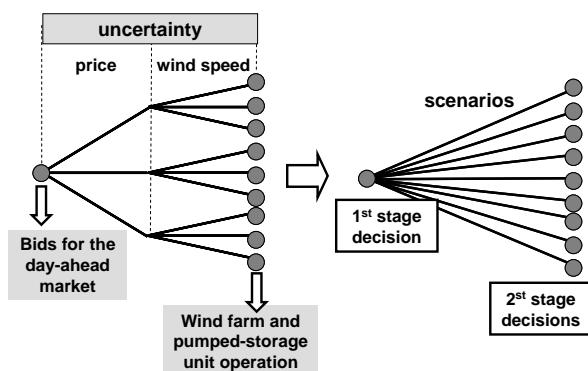 uncertainty
price
wind speed
scenarios
1st stage
decision
Bids for the
day-ahead
market
2nd stage
decisions
Wind farm and
pumped-storage
unit operation